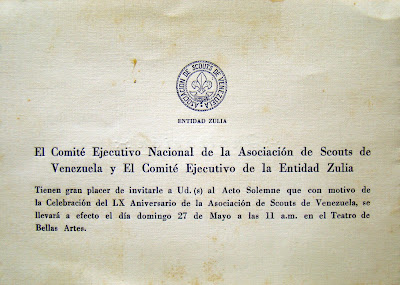 ASOCIACION DE SCOUTS DE VENEZUELA
ENTIDAD ZULIA
El Comité Ejecutivo Nacional de la Asociación de Scouts de
Venezuela y El Comité Ejecutivo de la Entidad Zulia
Tienen gran placer de invitarle a Ud.(s) al Acto Solemne que con motivo de
la Celebración del LX Aniversario de la Asociación de Scouts de Venezuela, se
llevará a efecto el día domingo 27 de Mayo a las 11 a.m. en el Teatro de
Bellas Artes.